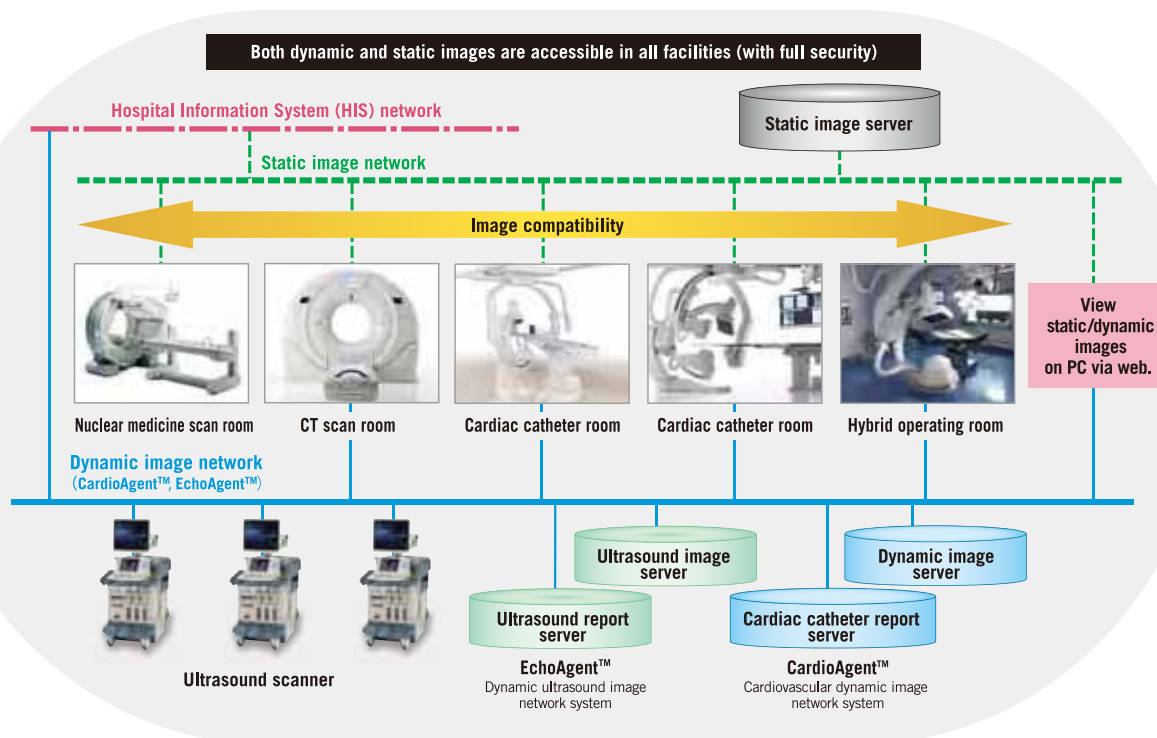 Both dynamic and static images are accessible in all facilities (with full security)
Hospital Information System (HIS) network
Static image server
Static image network
Image compatibility
View
static/dynamic
images
on PC via web.
Nuclear medicine scan room
CT scan room
Cardiac catheter room
Cardiac catheter room
Hybrid operating room
Dynamic image network
(CardioAgent™, EchoAgent™)
Ultrasound image
server
Dynamic image
server
Ultrasound report
server
Cardiac catheter report
server
Ultrasound scanner
EchoAgent™
Dynamic ultrasound image
network system
CardioAgent™
Cardiovascular dynamic image
network system